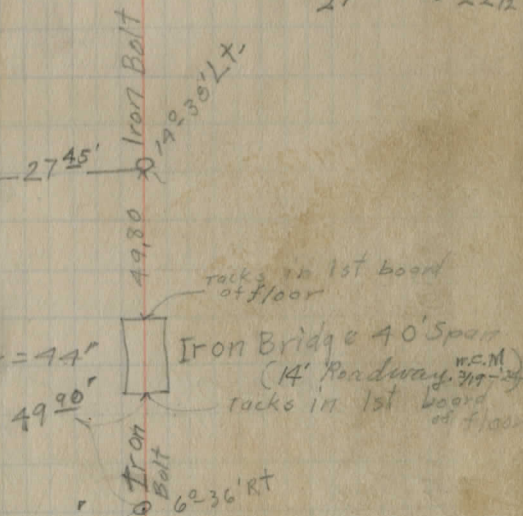 Iron Bolt
14° 30' Lt.
27 45'
49,80
Tacks in 1st board
of floor
Iron Bridge 40' Span
(14' Roadway. W.C.M
= 44'
Tacks in 1st board
of floor
49 90'
Iron
Bolt
6° 36' Rt